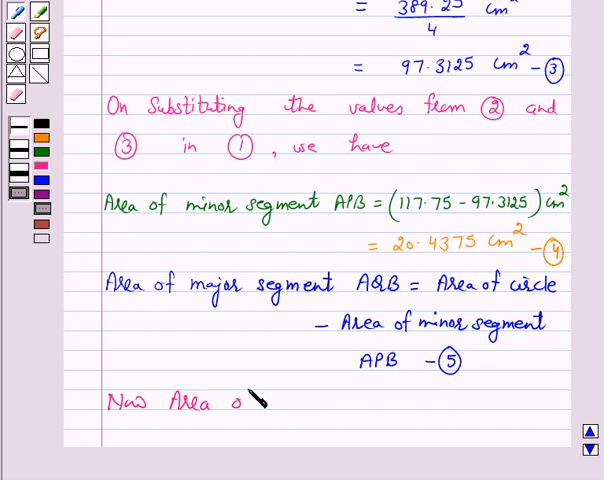 = 389.25 cm²
4
= 97.3125 cm² – ③
On Substituting the values from ② and
③ in ①, we have
Area of minor segment APB = (117.75 – 97.3125) cm²
= 20.4375 cm² – ④
Area of major segment AQB = Area of circle
– Area of minor segment
APB – ⑤
Now Area o